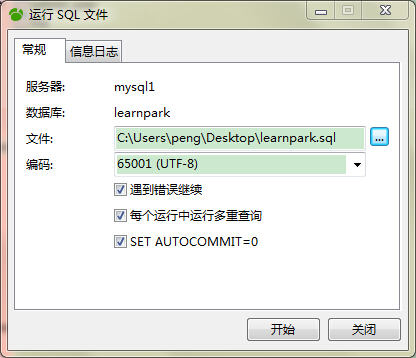 运行 SQL 文件
常规 信息日志
服务器: mysql1
数据库: learnpark
文件: C:\Users\peng\Desktop\learnpark.sql ...
编码: 65001 (UTF-8)
遇到错误继续
每个运行中运行多重查询
SET AUTOCOMMIT=0
开始 关闭